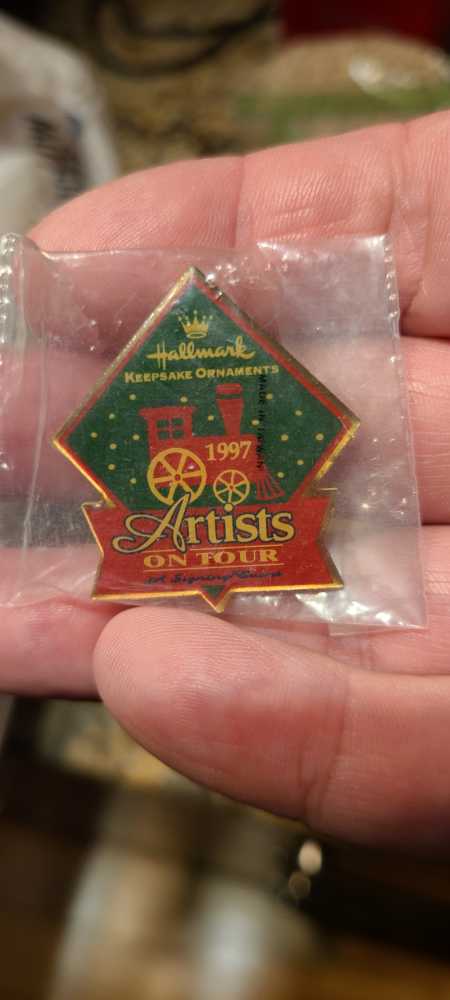 Hallmark
KEEPSAKE ORNAMENTS
1997
Artists
ON TOUR
A Signing Event
MADE IN TAIWAN